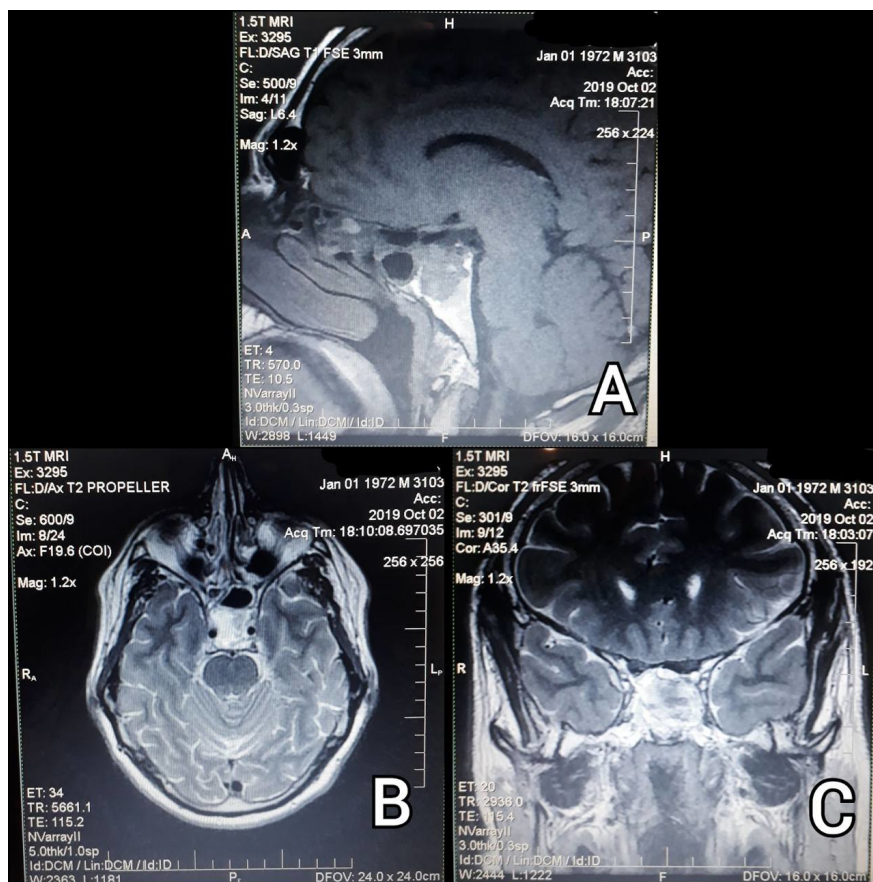 1.5T MRI
Ex: 3295
FL:D/SAG T1 FSE 3mm
C:
Se: 500/9
Im: 4/11
Sag: L6.4
Mag: 1.2x
H
Jan 01 1972 M 3103
Acc:
2019 Oct 02
Acq Tm: 18:07:21
256 x 224
A
P
ET: 4
TR: 570.0
TE: 10.5
NVarrayII
3.0thk/0.3sp
Id:DCM / Lin:DCM / Id:ID
W:2898 L:1449
F
DFOV: 16.0 x 16.0cm
A
1.5T MRI
Ex: 3295
FL:D/Ax T2 PROPELLER
C:
Se: 600/9
Im: 8/24
Ax: F19.6 (COI)
Mag: 1.2x
AH
Jan 01 1972 M 3103
Acc:
2019 Oct 02
Acq Tm: 18:10:08.697035
256 x 256
RA
LP
ET: 34
TR: 5661.1
TE: 115.2
NVarrayII
5.0thk/1.0sp
Id:DCM / Lin:DCM / Id:ID
W:2363 L:1181
DFOV: 24.0 x 24.0cm
B
1.5T MRI
Ex: 3295
FL:D/Cor T2 frFSE 3mm
C:
Se: 301/9
Im: 9/12
Cor: A35.4
Mag: 1.2x
H
Jan 01 1972 M 3103
Acc:
2019 Oct 02
Acq Tm: 18:03:07
256 x 192
R
L
ET: 20
TR: 2936.0
TE: 115.4
NVarrayII
3.0thk/0.3sp
Id:DCM / Lin:DCM / Id:ID
W:2444 L:1222
F
DFOV: 16.0 x 16.0cm
C